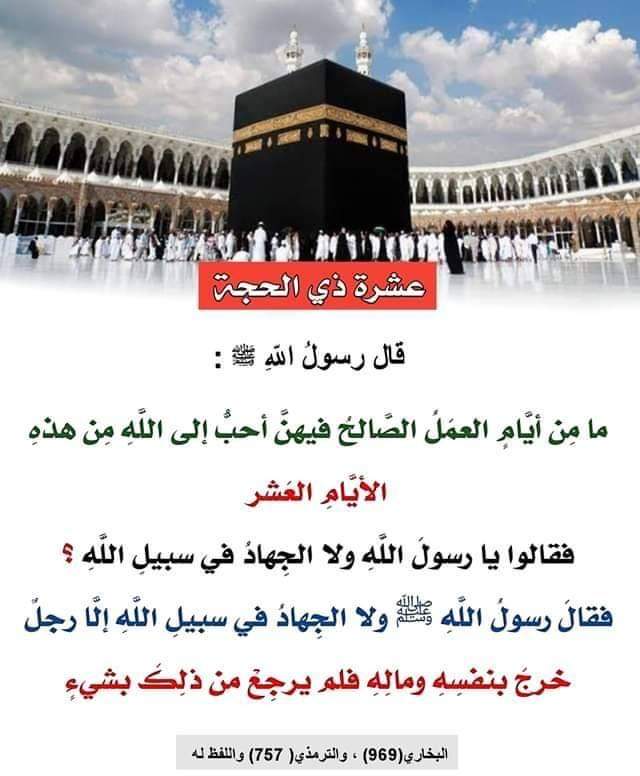 عشرة ذي الحجة
قال رسولُ اللهِ ﷺ :
ما مِن أيَّامٍ العمَلُ الصَّالحُ فيهنَّ أحبُّ إلى اللَّهِ مِن هذهِ
الأيَّامِ العَشر
فقالوا يا رسولَ اللَّهِ ولا الجِهادُ في سبيلِ اللَّهِ ؟
فقالَ رسولُ اللَّهِ ﷺ ولا الجِهادُ في سبيلِ اللَّهِ إلَّا رجلٌ
خرجَ بنفسِهِ ومالِهِ فلم يرجِعْ من ذلِكَ بشيءٍ
البخاري(969) ، والترمذي( 757) واللفظ له